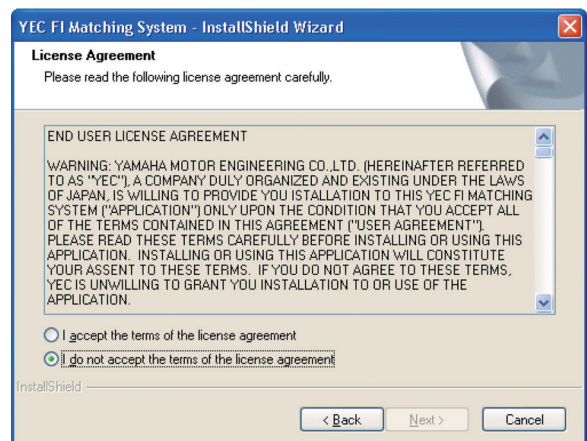 YEC FI Matching System - InstallShield Wizard
License Agreement
Please read the following license agreement carefully.
END USER LICENSE AGREEMENT
WARNING: YAMAHA MOTOR ENGINEERING CO.,LTD. (HEREINAFTER REFERRED
TO AS "YEC"), A COMPANY DULY ORGANIZED AND EXISTING UNDER THE LAWS
OF JAPAN, IS WILLING TO PROVIDE YOU ISTALLATION TO THIS YEC FI MATCHING
SYSTEM ("APPLICATION") ONLY UPON THE CONDITION THAT YOU ACCEPT ALL
OF THE TERMS CONTAINED IN THIS AGREEMENT ("USER AGREEMENT").
PLEASE READ THESE TERMS CAREFULLY BEFORE INSTALLING OR USING THIS
APPLICATION. INSTALLING OR USING THIS APPLICATION WILL CONSTITUTE
YOUR ASSENT TO THESE TERMS. IF YOU DO NOT AGREE TO THESE TERMS,
YEC IS UNWILLING TO GRANT YOU INSTALLATION TO OR USE OF THE
APPLICATION.
I accept the terms of the license agreement
I do not accept the terms of the license agreement
InstallShield
< Back
Next >
Cancel